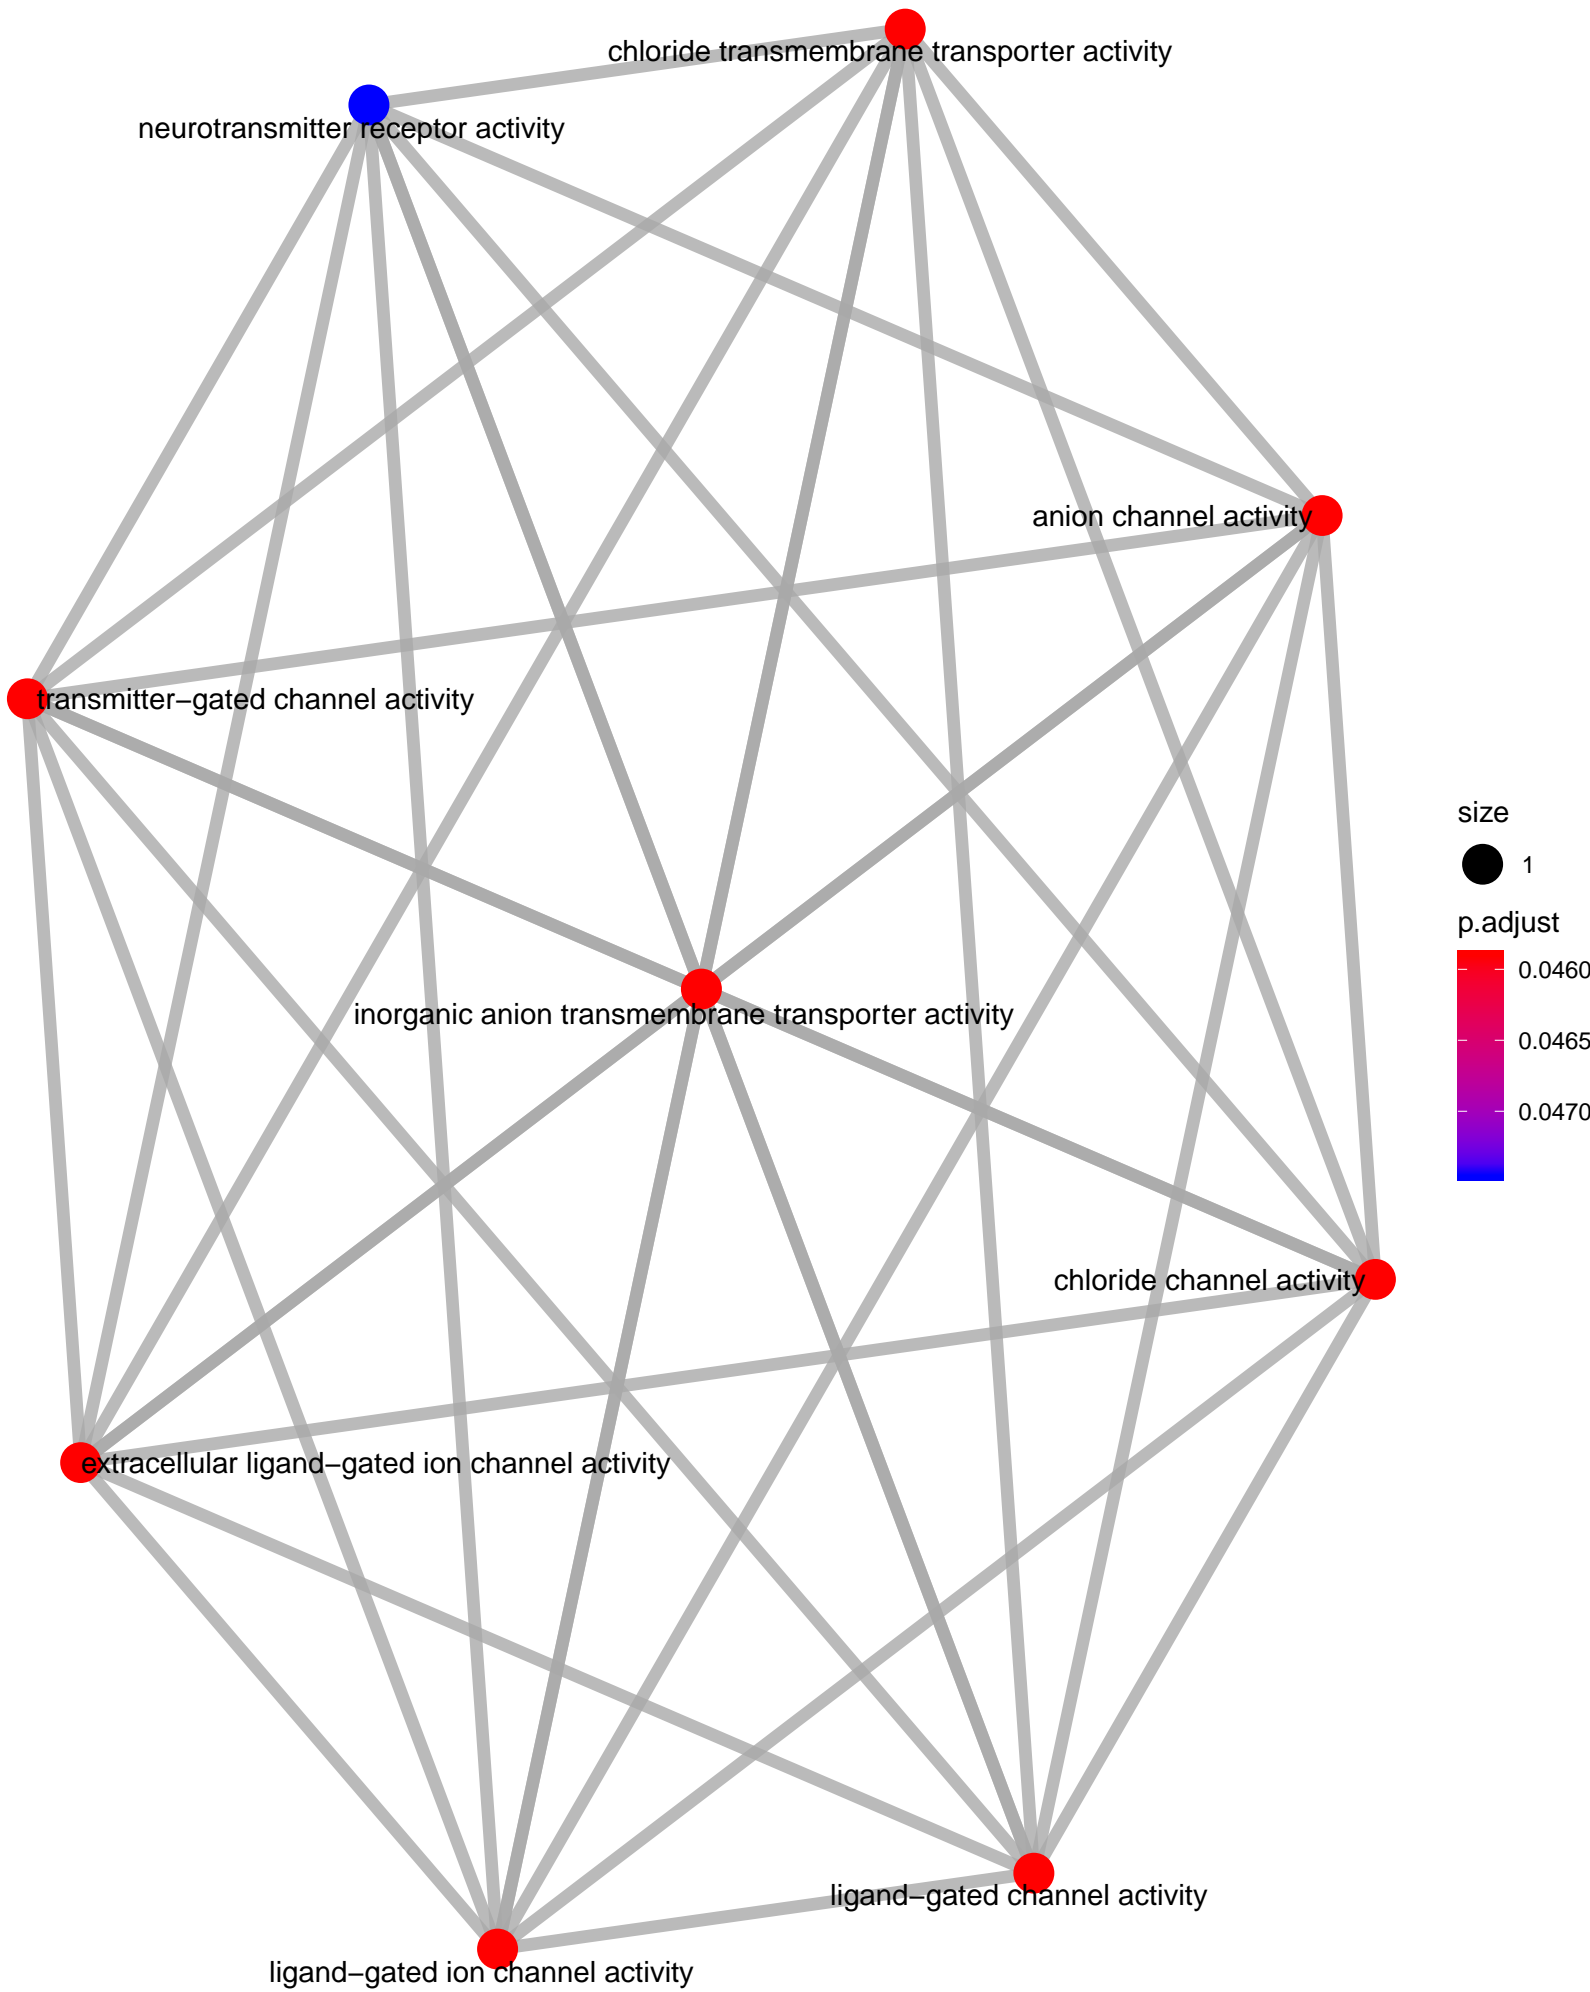 chloride transmembrane transporter activity
neurotransmitter receptor activity
anion channel activity
transmitter−gated channel activity
size
1
p.adjust
0.0460
0.0465
0.0470
inorganic anion transmembrane transporter activity
chloride channel activity
extracellular ligand−gated ion channel activity
ligand−gated channel activity
ligand−gated ion channel activity